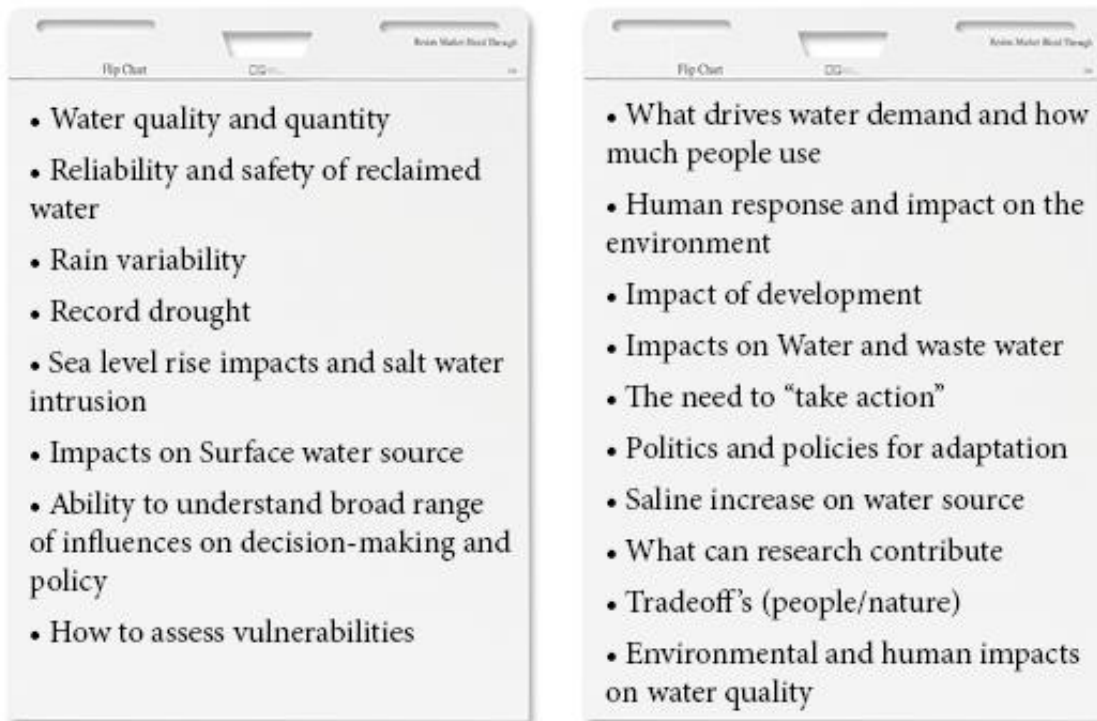 Flip Chart
• Water quality and quantity
• Reliability and safety of reclaimed
water
• Rain variability
• Record drought
• Sea level rise impacts and salt water
intrusion
• Impacts on Surface water source
• Ability to understand broad range
of influences on decision-making and
policy
• How to assess vulnerabilities
Flip Chart
• What drives water demand and how
much people use
• Human response and impact on the
environment
• Impact of development
• Impacts on Water and waste water
• The need to “take action”
• Politics and policies for adaptation
• Saline increase on water source
• What can research contribute
• Tradeoff’s (people/nature)
• Environmental and human impacts
on water quality